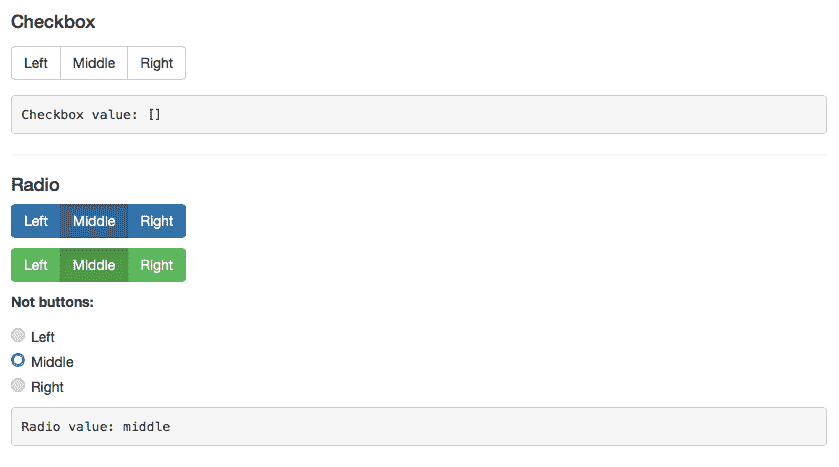 Checkbox
Left Middle Right
Checkbox value: []
Radio
Left Middle Right
Left Middle Right
Not buttons:
Left
Middle
Right
Radio value: middle